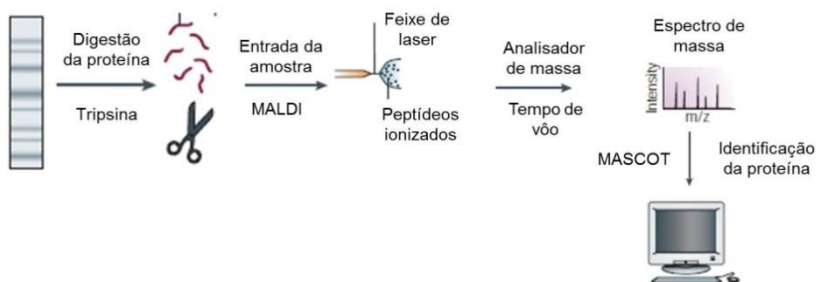 Digestão
da proteína
Tripsina
Entrada da
amostra
MALDI
Feixe de
laser
Peptídeos
ionizados
Analisador
de massa
Tempo de
vôo
Espectro de
massa
Intensity
m/z
MASCOT
Identificação
da proteína